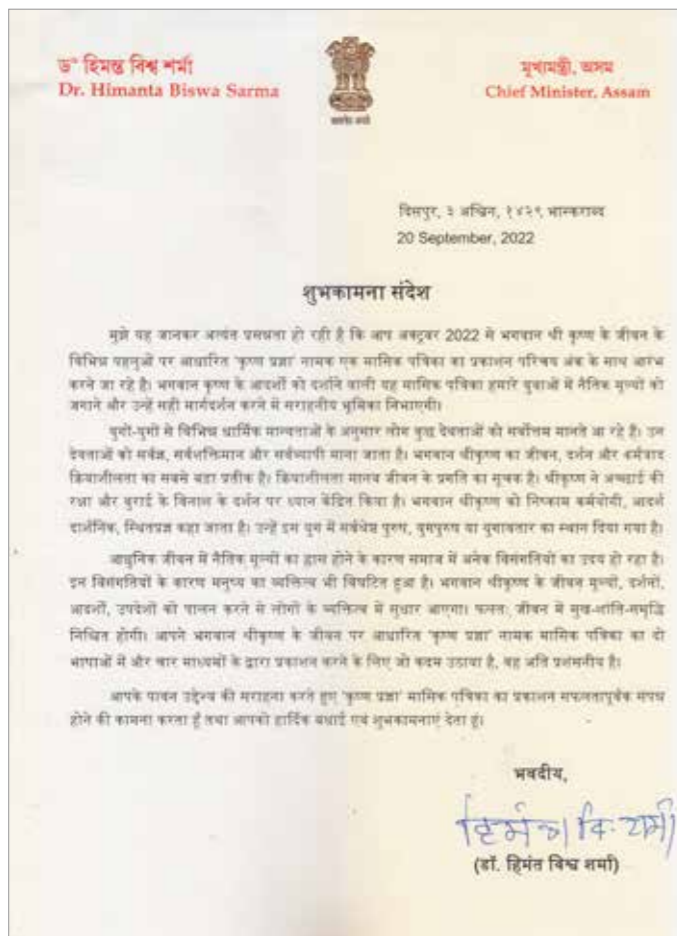 ড° হিমন্ত বিশ্ব শৰ্মা
Dr. Himanta Biswa Sarma
सत्यमेव जयते
মুখ্যমন্ত্ৰী, অসম
Chief Minister, Assam
दिसपुर, ३ अश्विन, १४२९ भास्कराब्द
20 September, 2022
शुभकामना संदेश
मुझे यह जानकर अत्यंत प्रसन्नता हो रही है कि आप अक्टूबर 2022 से भगवान श्री कृष्ण के जीवन के
विभिन्न पहलुओं पर आधारित 'कृष्ण प्रज्ञा' नामक एक मासिक पत्रिका का प्रकाशन परिचय अंक के साथ आरंभ
करने जा रहे है। भगवान कृष्ण के आदर्शों को दर्शाने वाली यह मासिक पत्रिका हमारे युवाओं में नैतिक मूल्यों को
जगाने और उन्हें सही मार्गदर्शन करने में सराहनीय भूमिका निभाएगी।
युगों-युगों से विभिन्न धार्मिक मान्यताओं के अनुसार लोग कुछ देवताओं को सर्वोत्तम मानते आ रहे है। उन
देवताओं को सर्वज्ञ, सर्वशक्तिमान और सर्वव्यापी माना जाता है। भगवान श्रीकृष्ण का जीवन, दर्शन और कर्मवाद
क्रियाशीलता का सबसे बडा प्रतीक है। क्रियाशीलता मानव जीवन के प्रगति का सूचक है। श्रीकृष्ण ने अच्छाई की
रक्षा और बुराई के विनाश के दर्शन पर ध्यान केंद्रित किया है। भगवान श्रीकृष्ण को निष्काम कर्मयोगी, आदर्श
दार्शनिक, स्थितप्रज्ञ कहा जाता है। उन्हें इस युग में सर्वश्रेष्ठ पुरुष, युगपुरुष या युगावतार का स्थान दिया गया है।
आधुनिक जीवन में नैतिक मूल्यों का ह्रास होने के कारण समाज में अनेक विसंगतियों का उदय हो रहा है।
इन विसंगतियों के कारण मनुष्य का व्यक्तित्व भी विघटित हुआ है। भगवान श्रीकृष्ण के जीवन मूल्यों, दर्शनों,
आदर्शों, उपदेशों को पालन करने से लोगों के व्यक्तित्व में सुधार आएगा। फलतः जीवन में सुख-शांति-समृद्धि
निश्चित होगी। आपने भगवान श्रीकृष्ण के जीवन पर आधारित 'कृष्ण प्रज्ञा' नामक मासिक पत्रिका का दो
भाषाओं में और चार माध्यमों के द्वारा प्रकाशन करने के लिए जो कदम उठाया है, वह अति प्रशंसनीय है।
आपके पावन उद्देश्य की सराहना करते हुए 'कृष्ण प्रज्ञा' मासिक पत्रिका का प्रकाशन सफलतापूर्वक संपन्न
होने की कामना करता हूँ तथा आपको हार्दिक बधाई एवं शुभकामनाएं देता हूं।
भवदीय,
हिमंत वि. शर्मा
(डॉ. हिमंत विश्व शर्मा)